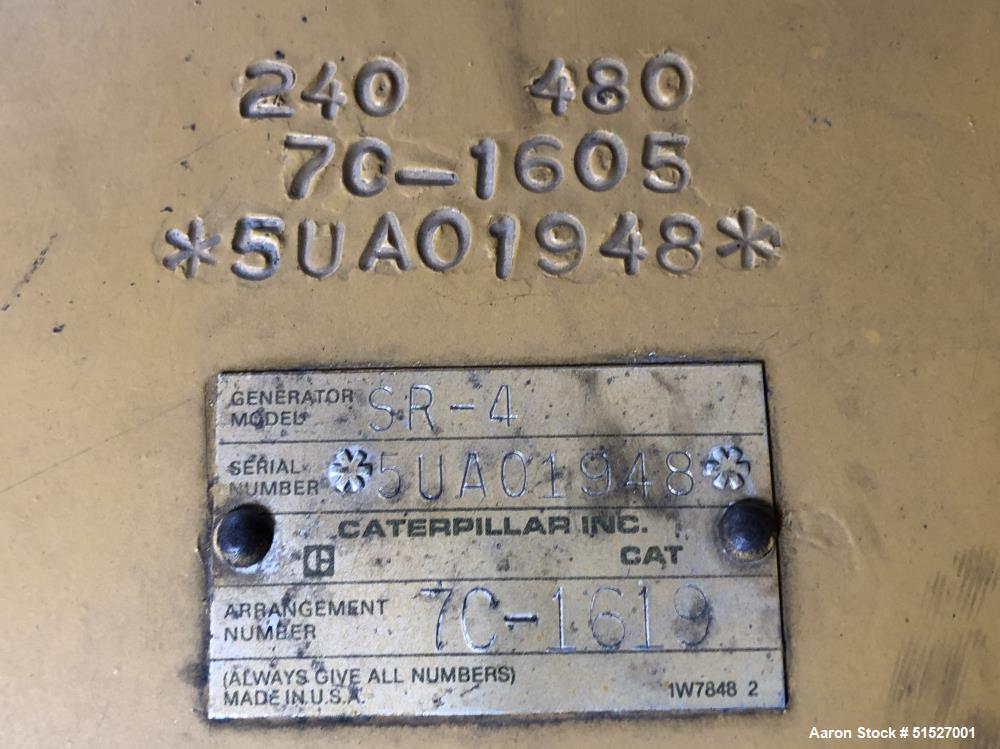 240 480
7C-1605
*5UA01948*
GENERATOR MODEL SR-4
SERIAL NUMBER *5UA01948*
CATERPILLAR INC.
CAT
ARRANGEMENT NUMBER 7C-1619
(ALWAYS GIVE ALL NUMBERS)
MADE IN U.S.A. 1W7848 2
Aaron Stock # 51527001